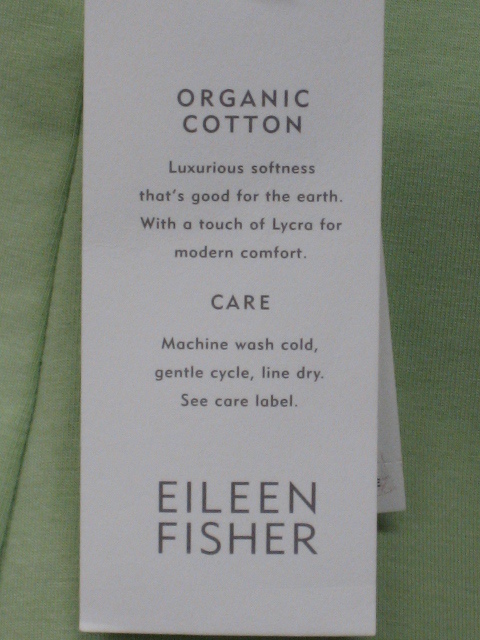 ORGANIC
COTTON
Luxurious softness
that's good for the earth.
With a touch of Lycra for
modern comfort.
CARE
Machine wash cold,
gentle cycle, line dry.
See care label.
EILEEN
FISHER